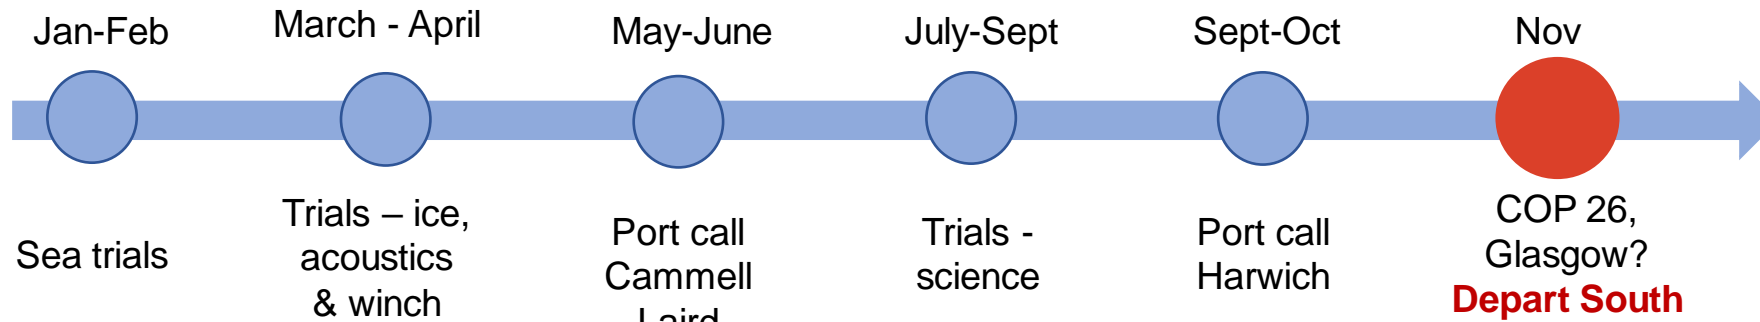 Jan-Feb
March - April
May-June
July-Sept
Sept-Oct
Nov
Sea trials
Trials – ice,
acoustics
& winch
Port call
Cammell
Laird
Trials -
science
Port call
Harwich
COP 26,
Glasgow?
Depart South